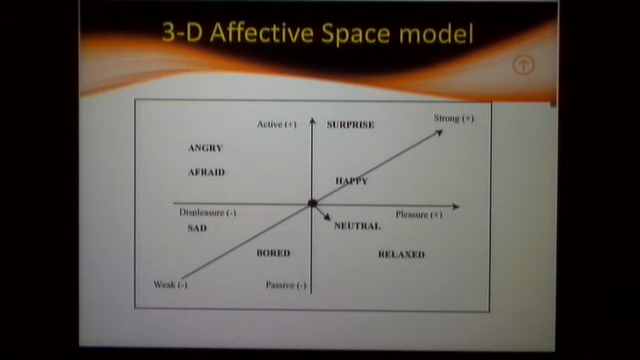 3-D Affective Space model
Active (+)
SURPRISE
Strong (+)
ANGRY
AFRAID
HAPPY
Displeasure (-)
Pleasure (+)
SAD
NEUTRAL
BORED
RELAXED
Weak (-)
Passive (-)